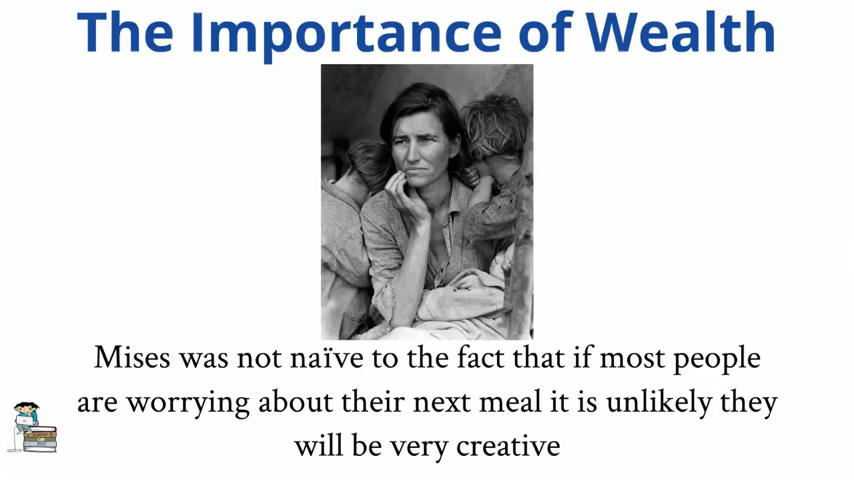 The Importance of Wealth
Mises was not naïve to the fact that if most people
are worrying about their next meal it is unlikely they
will be very creative